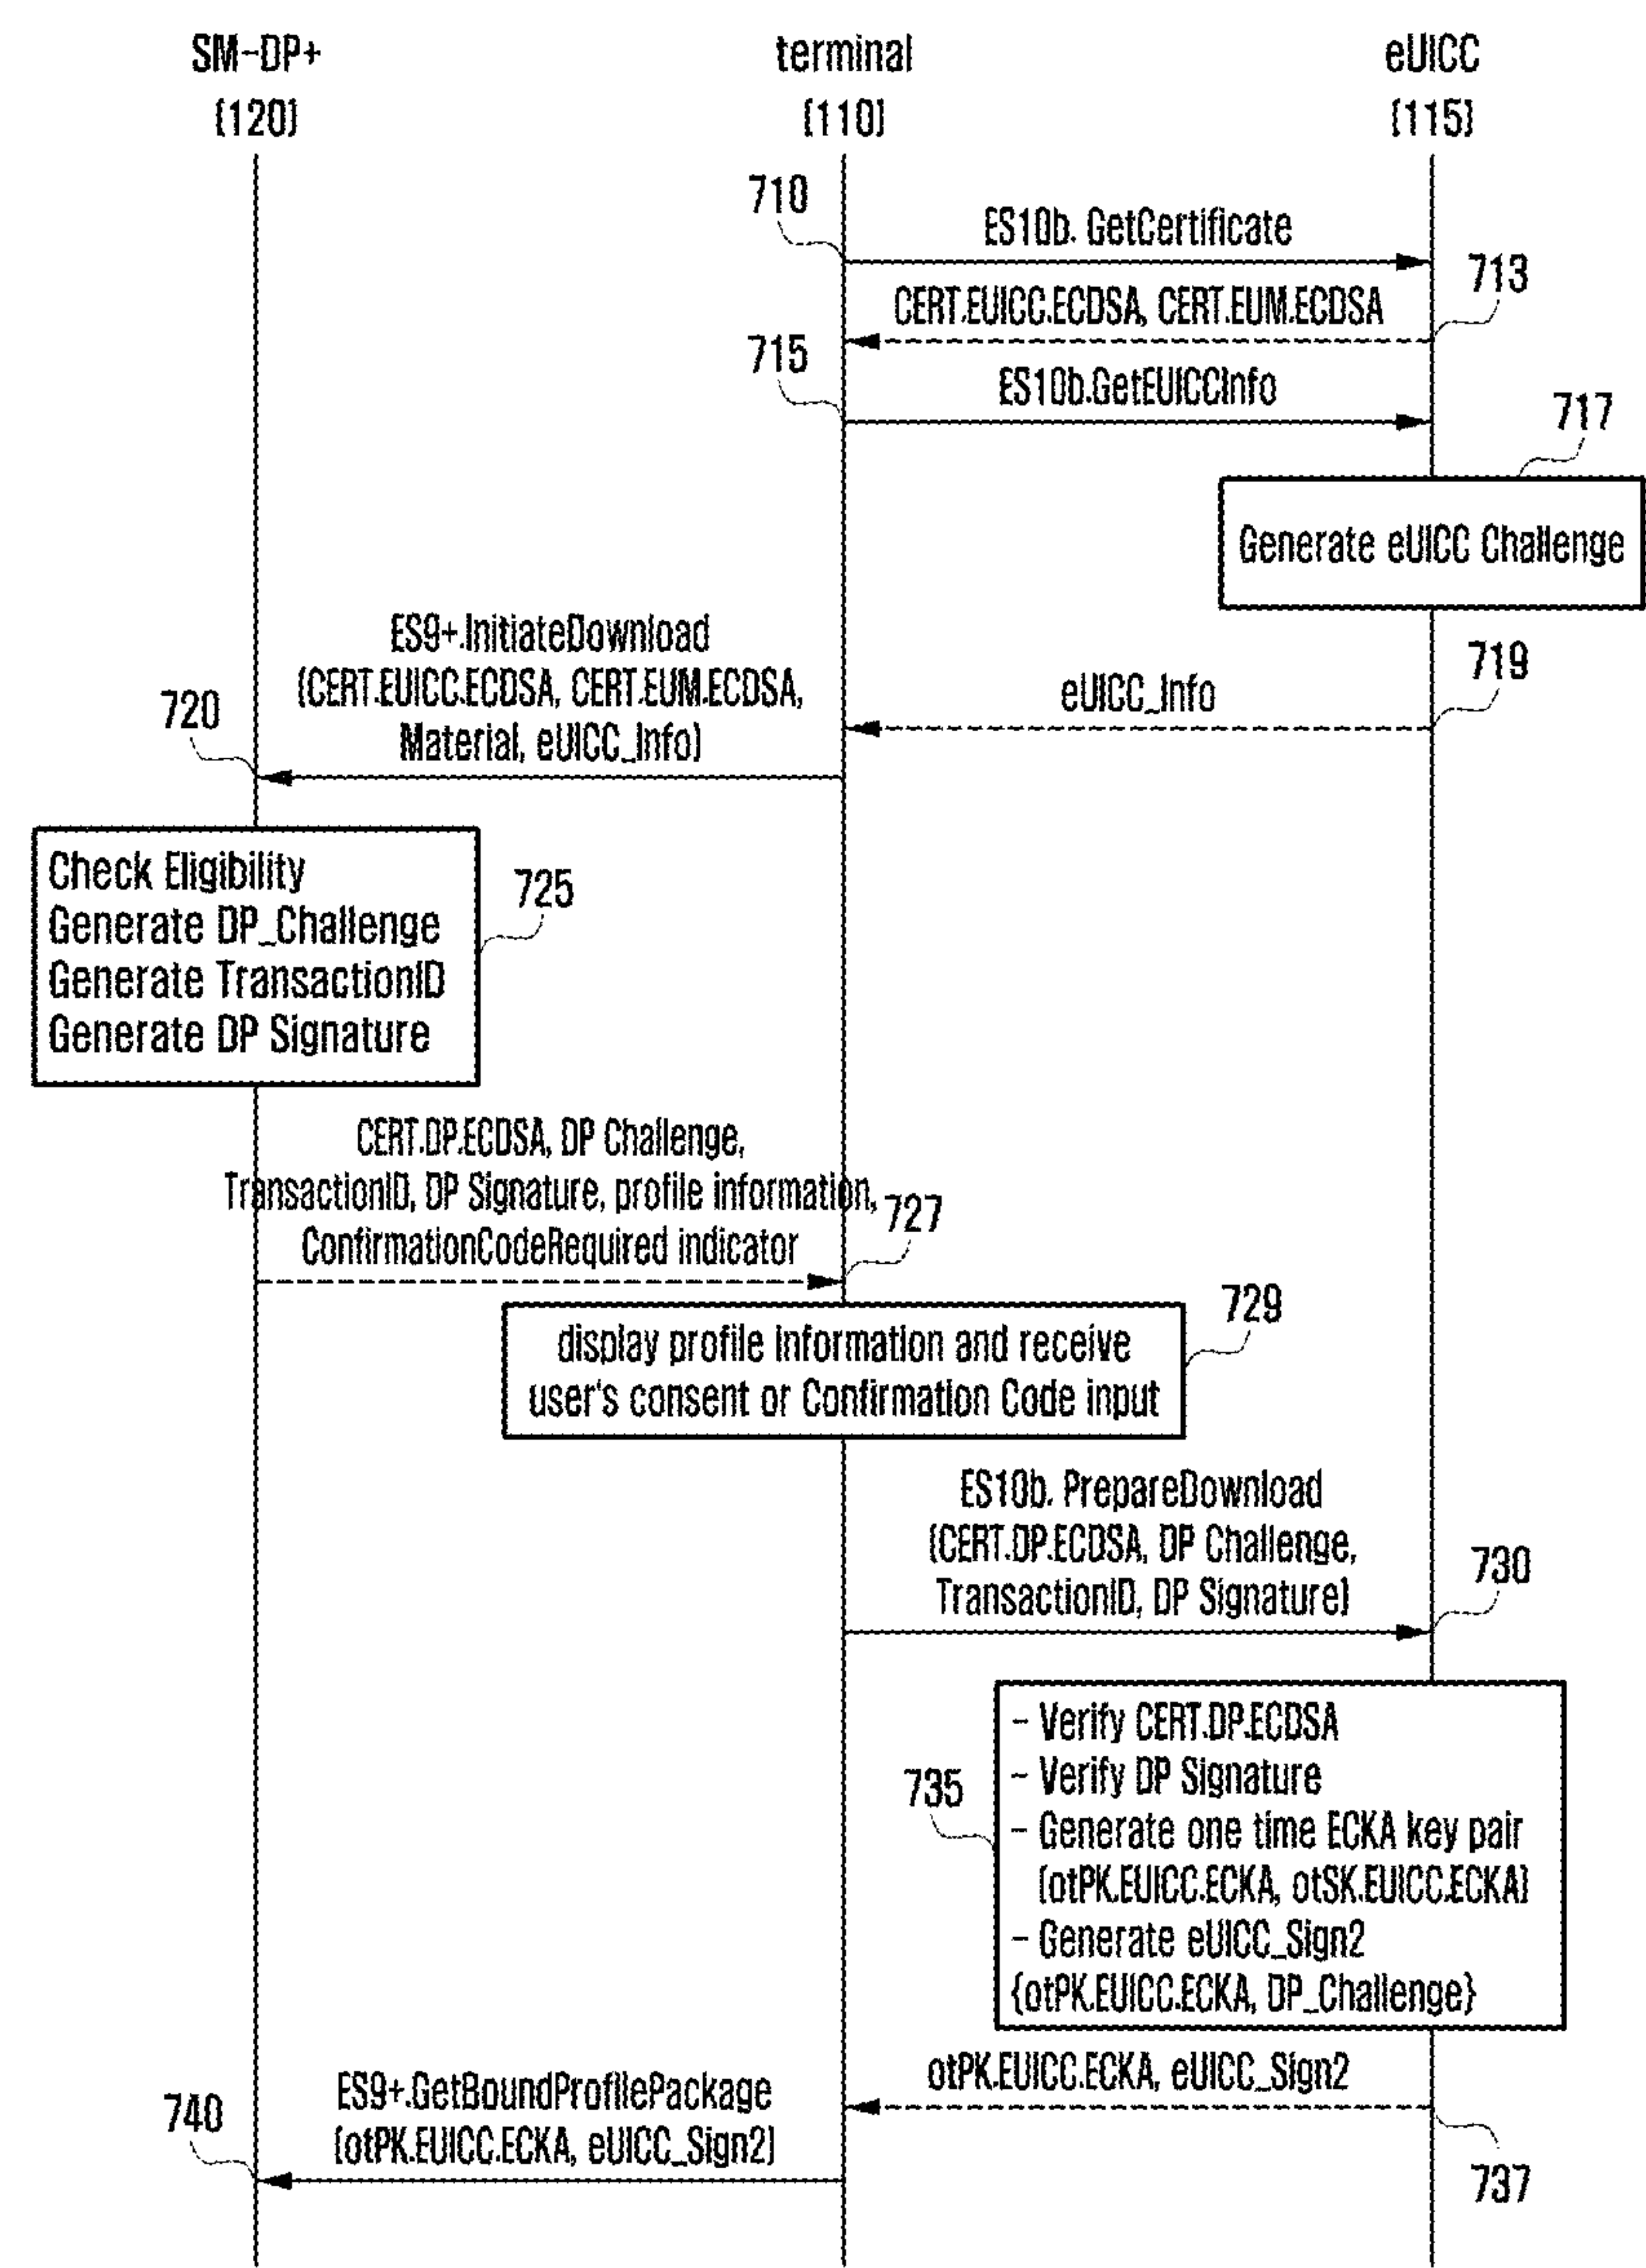 SM-DP+
[120]
terminal
[110]
eUICC
[115]
710
ES10b. GetCertificate
713
CERT.EUICC.ECDSA, CERT.EUM.ECDSA
715
ES10b.GetEUICCInfo
717
Generate eUICC Challenge
ES9+.InitiateDownload
(CERT.EUICC.ECDSA, CERT.EUM.ECDSA,
Material, eUICC_Info)
720
719
eUICC_Info
Check Eligibility
Generate DP_Challenge
Generate TransactionID
Generate DP Signature
725
CERT.DP.ECDSA, DP Challenge,
TransactionID, DP Signature, profile information,
ConfirmationCodeRequired indicator
727
729
display profile information and receive
user's consent or Confirmation Code input
ES10b. PrepareDownload
(CERT.DP.ECDSA, DP Challenge,
TransactionID, DP Signature)
730
735
- Verify CERT.DP.ECDSA
- Verify DP Signature
- Generate one time ECKA key pair
(otPK.EUICC.ECKA, otSK.EUICC.ECKA)
- Generate eUICC_Sign2
{otPK.EUICC.ECKA, DP_Challenge}
otPK.EUICC.ECKA, eUICC_Sign2
737
ES9+.GetBoundProfilePackage
(otPK.EUICC.ECKA, eUICC_Sign2)
740